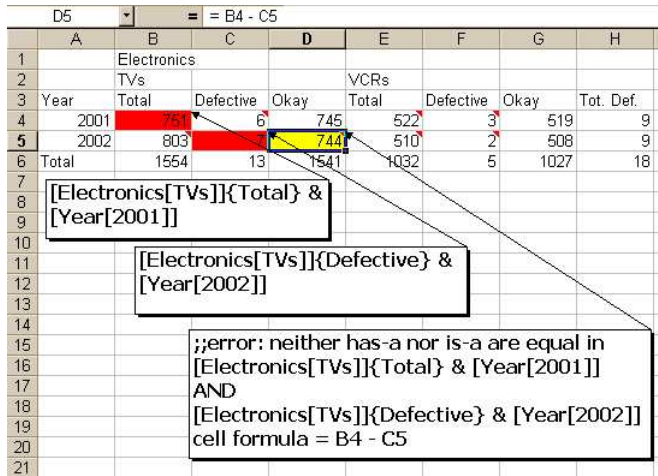 D5 = = B4 - C5
A B C D E F G H
1 Electronics
2 TVs VCRs
3 Year Total Defective Okay Total Defective Okay Tot. Def.
4 2001 751 6 745 522 3 519 9
5 2002 803 7 744 510 2 508 9
6 Total 1554 13 1541 1032 5 1027 18
7
8
9
10
11
12
13
14
15
16
17
18
19
20
21
[Electronics[TVs]]{Total} &
[Year[2001]]
[Electronics[TVs]]{Defective} &
[Year[2002]]
;;error: neither has-a nor is-a are equal in
[Electronics[TVs]]{Total} & [Year[2001]]
AND
[Electronics[TVs]]{Defective} & [Year[2002]]
cell formula = B4 - C5